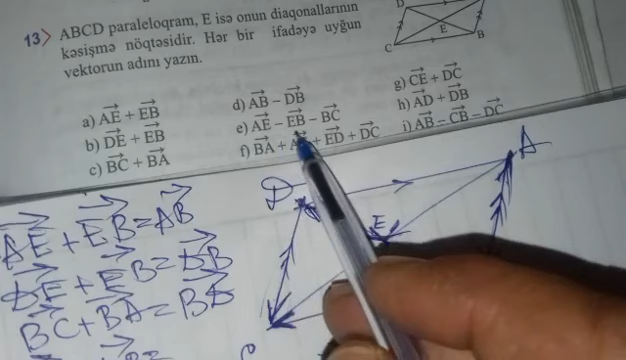 13> ABCD paraleloqram, E isə onun diaqonallarının
kəsişmə nöqtəsidir. Hər bir ifadəyə uyğun
vektorun adını yazın.
a) AE + EB
b) DE + EB
c) BC + BA
d) AB − DB
e) AE − EB − BC
f) BA + + ED + DC
g) CE + DC
h) AD + DB
i) AB − CB − DC
D
E
B
C
AE + EB = AB
DE + EB = DB
BC + BA =
D
A
E